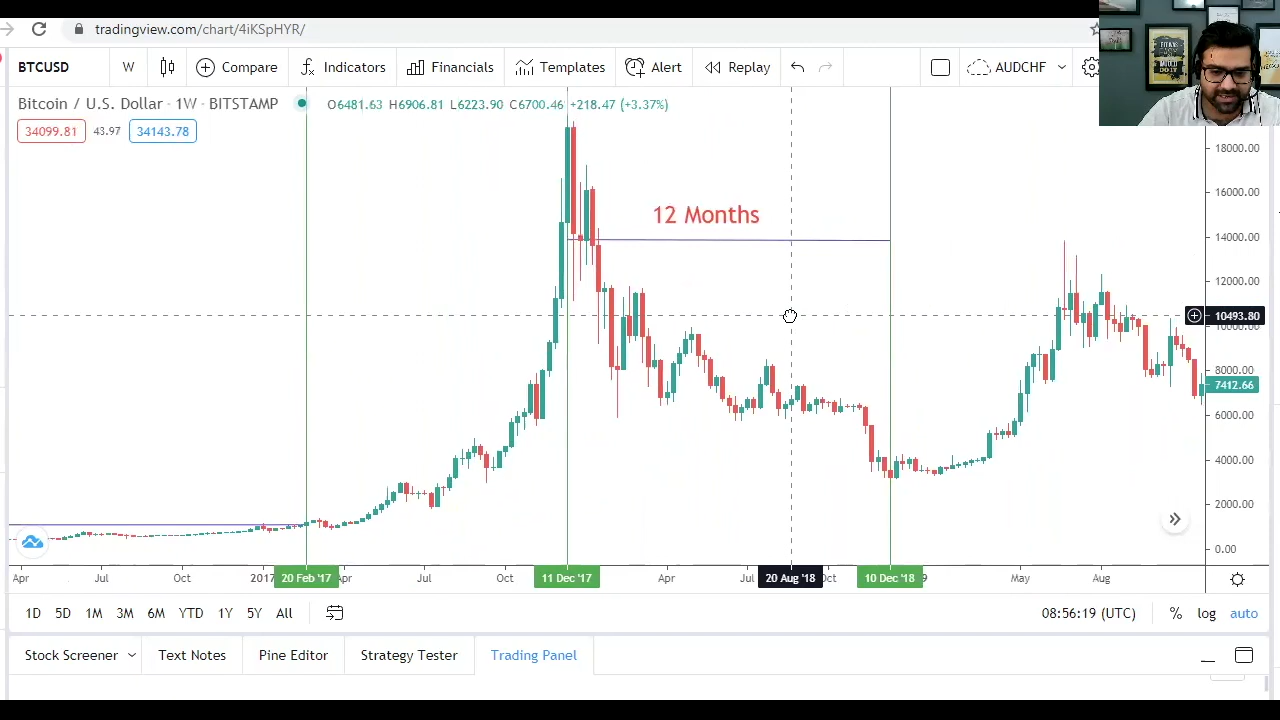 tradingview.com/chart/4iKSpHYR/
BTCUSD W Compare Indicators Financials Templates Alert Replay AUDCHF
Bitcoin / U.S. Dollar · 1W · BITSTAMP O6481.63 H6906.81 L6223.90 C6700.46 +218.47 (+3.37%)
34099.81 43.97 34143.78
18000.00
16000.00
12 Months
14000.00
12000.00
10493.80
10000.00
8000.00
7412.66
6000.00
4000.00
2000.00
0.00
Apr Jul Oct 2017 20 Feb '17 Apr Jul Oct 11 Dec '17 Apr Jul 20 Aug '18 Oct 10 Dec '18 9 May Aug
1D 5D 1M 3M 6M YTD 1Y 5Y All 08:56:19 (UTC) % log auto
Stock Screener Text Notes Pine Editor Strategy Tester Trading Panel